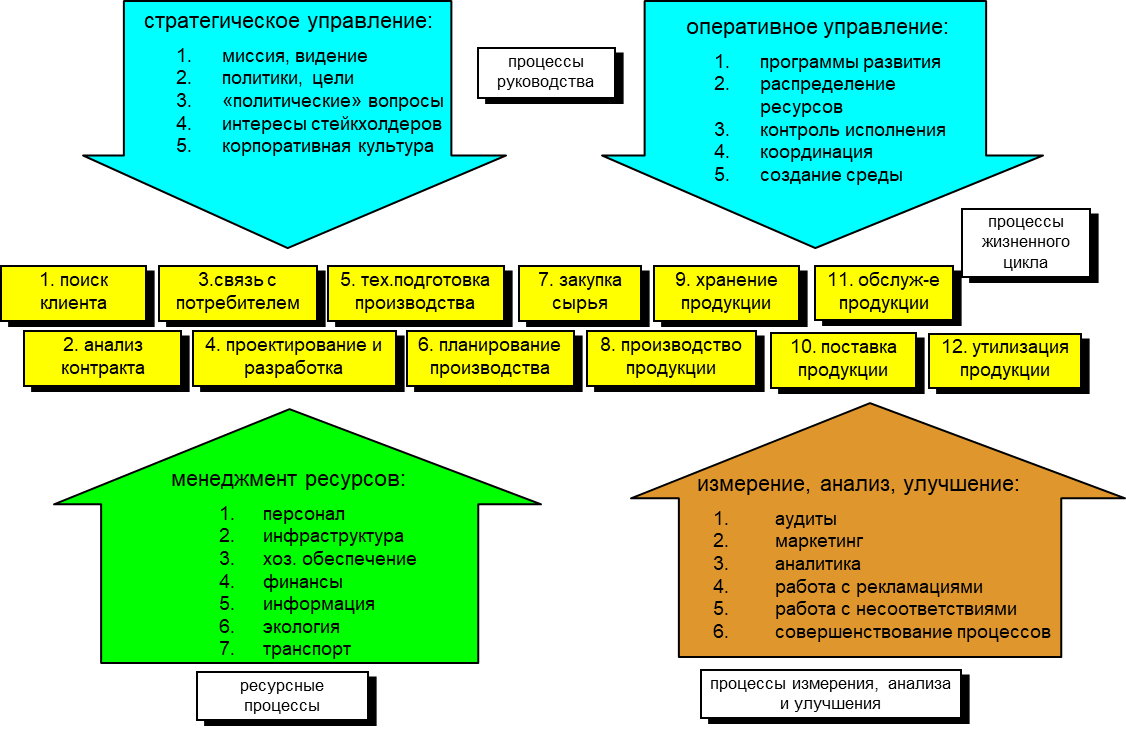 стратегическое управление:
1. миссия, видение
2. политики, цели
3. «политические» вопросы
4. интересы стейкхолдеров
5. корпоративная культура
процессы
руководства
оперативное управление:
1. программы развития
2. распределение
ресурсов
3. контроль исполнения
4. координация
5. создание среды
процессы
жизненного
цикла
1. поиск
клиента
3.связь с
потребителем
5. тех.подготовка
производства
7. закупка
сырья
9. хранение
продукции
11. обслуж-е
продукции
2. анализ
контракта
4. проектирование и
разработка
6. планирование
производства
8. производство
продукции
10. поставка
продукции
12. утилизация
продукции
менеджмент ресурсов:
1. персонал
2. инфраструктура
3. хоз. обеспечение
4. финансы
5. информация
6. экология
7. транспорт
ресурсные
процессы
измерение, анализ, улучшение:
1. аудиты
2. маркетинг
3. аналитика
4. работа с рекламациями
5. работа с несоответствиями
6. совершенствование процессов
процессы измерения, анализа
и улучшения